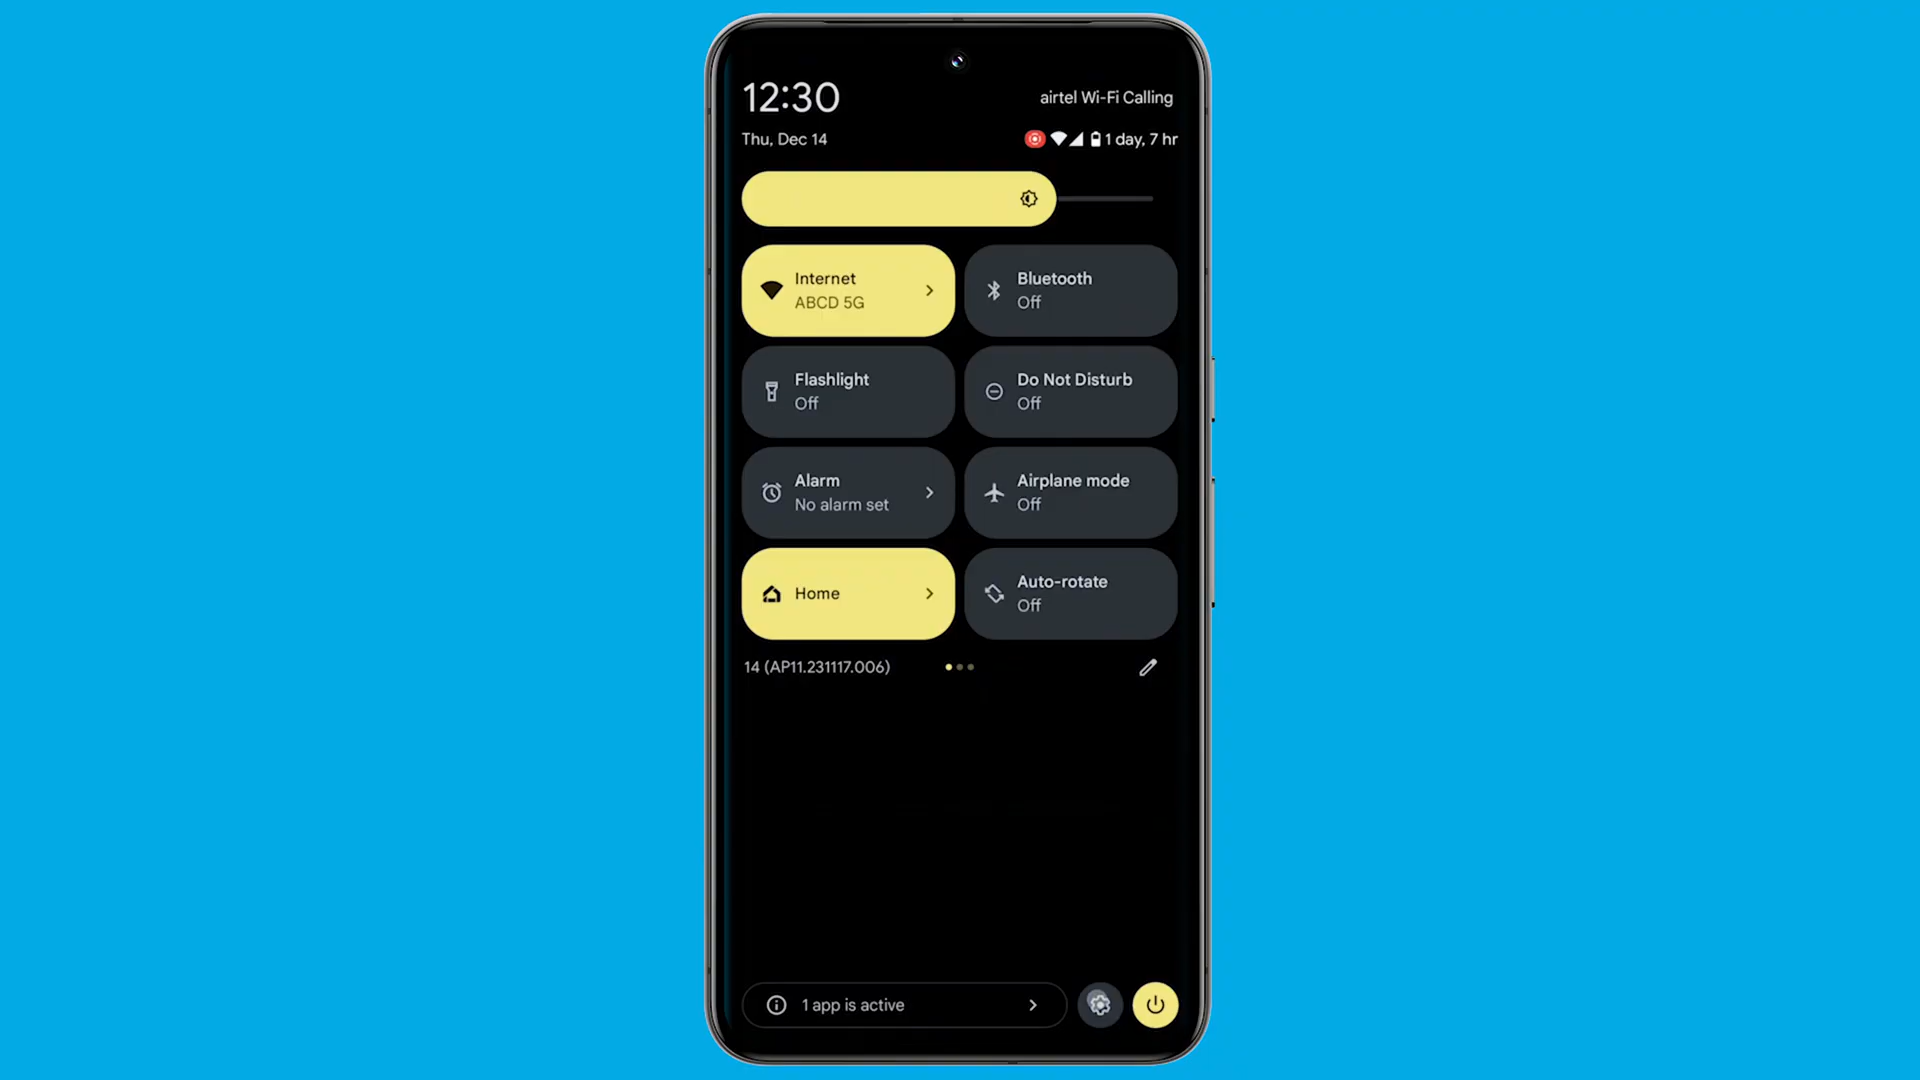 12:30
airtel Wi-Fi Calling
Thu, Dec 14
1 day, 7 hr
Internet
ABCD 5G
Bluetooth
Off
Flashlight
Off
Do Not Disturb
Off
Alarm
No alarm set
Airplane mode
Off
Home
Auto-rotate
Off
14 (AP11.231117.006)
1 app is active